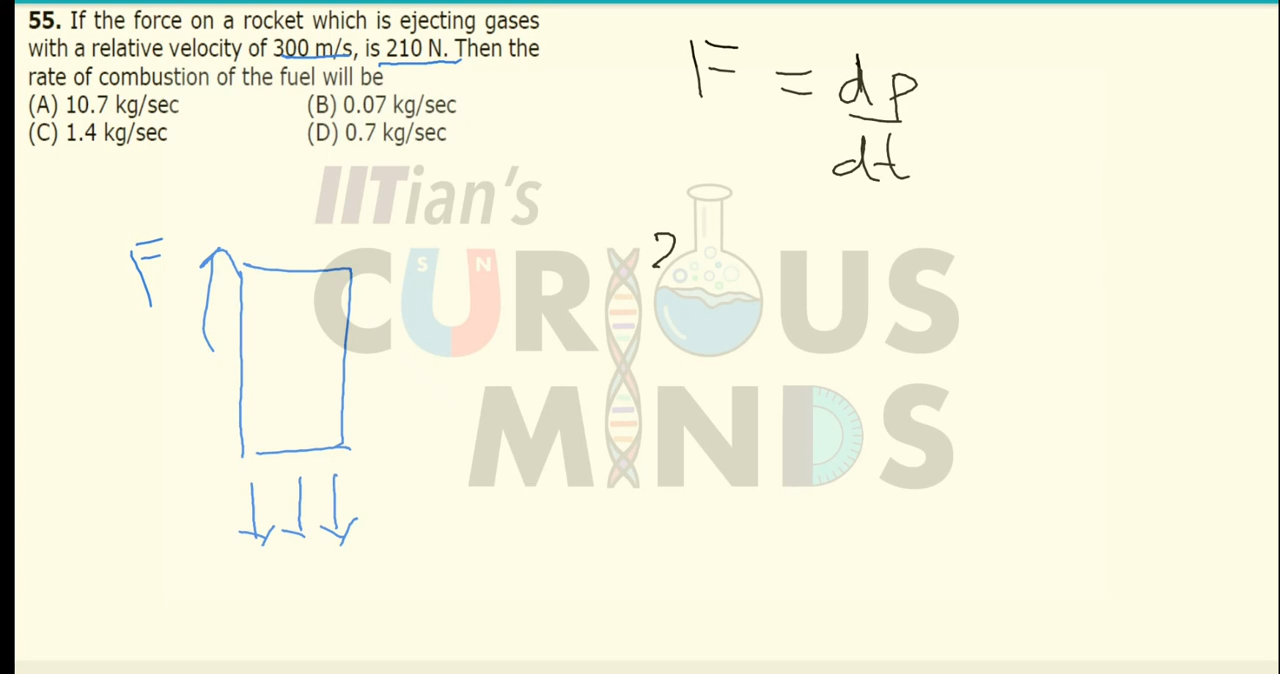 55. If the force on a rocket which is ejecting gases
with a relative velocity of 300 m/s, is 210 N. Then the
rate of combustion of the fuel will be
(A) 10.7 kg/sec (B) 0.07 kg/sec
(C) 1.4 kg/sec (D) 0.7 kg/sec
F = dp
dt
IITian's
F
2
CURIOUS
S N
MINDS